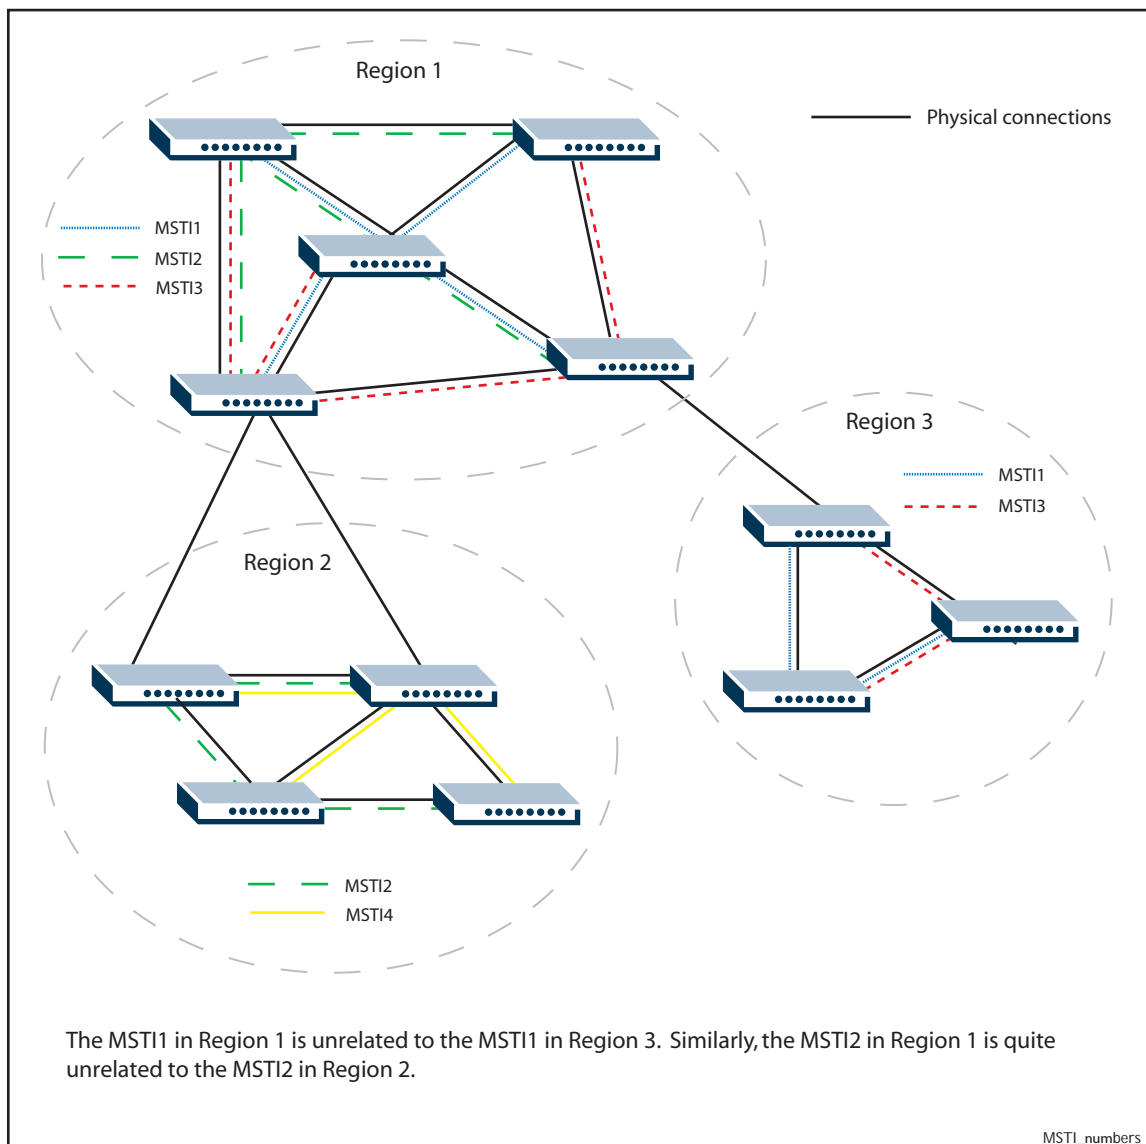 Region 1
Physical connections
MSTI1
MSTI2
MSTI3
Region 3
MSTI1
MSTI3
Region 2
MSTI2
MSTI4
The MSTI1 in Region 1 is unrelated to the MSTI1 in Region 3. Similarly, the MSTI2 in Region 1 is quite
unrelated to the MSTI2 in Region 2.
MSTI_numbers